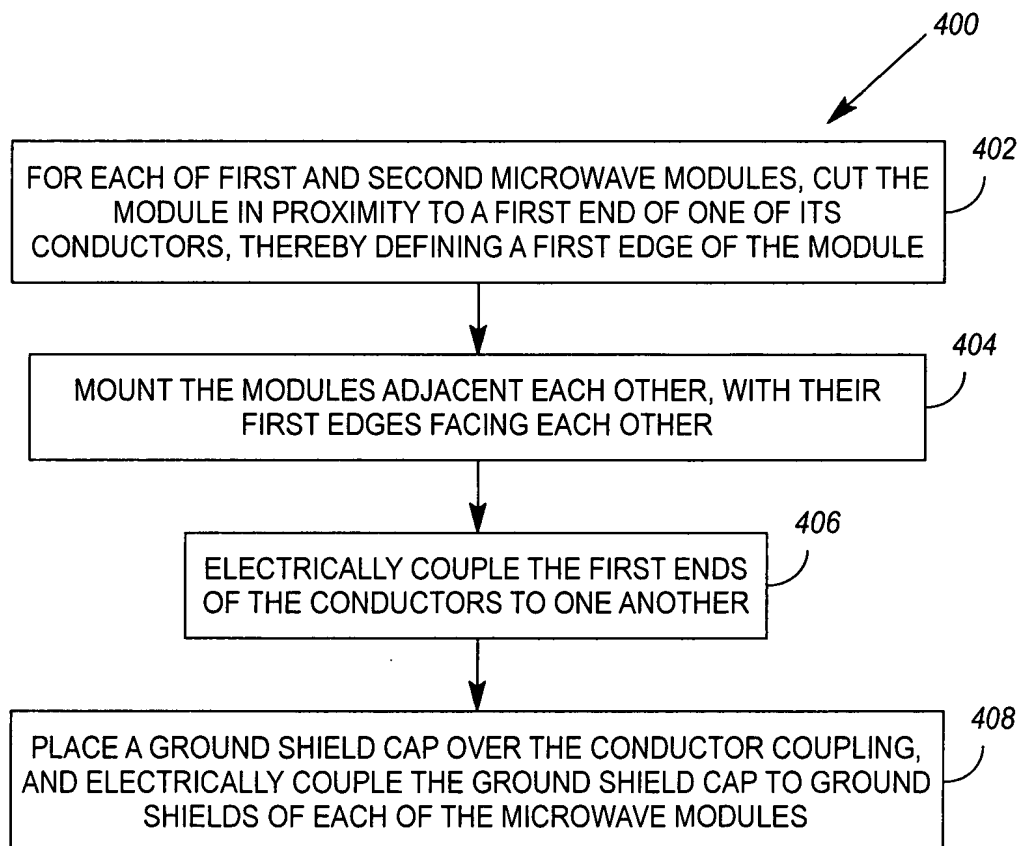 400
402
FOR EACH OF FIRST AND SECOND MICROWAVE MODULES, CUT THE
MODULE IN PROXIMITY TO A FIRST END OF ONE OF ITS
CONDUCTORS, THEREBY DEFINING A FIRST EDGE OF THE MODULE
404
MOUNT THE MODULES ADJACENT EACH OTHER, WITH THEIR
FIRST EDGES FACING EACH OTHER
406
ELECTRICALLY COUPLE THE FIRST ENDS
OF THE CONDUCTORS TO ONE ANOTHER
408
PLACE A GROUND SHIELD CAP OVER THE CONDUCTOR COUPLING,
AND ELECTRICALLY COUPLE THE GROUND SHIELD CAP TO GROUND
SHIELDS OF EACH OF THE MICROWAVE MODULES